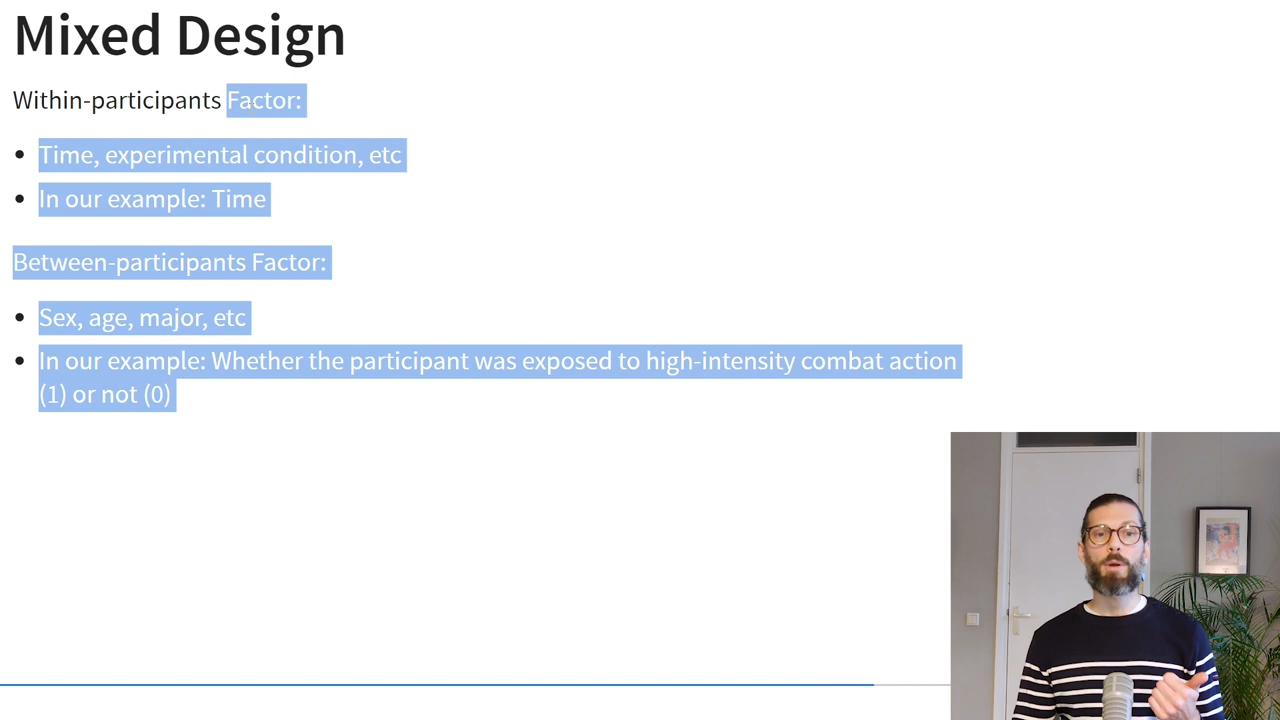 Mixed Design
Within-participants Factor:
• Time, experimental condition, etc
• In our example: Time
Between-participants Factor:
• Sex, age, major, etc
• In our example: Whether the participant was exposed to high-intensity combat action
(1) or not (0)